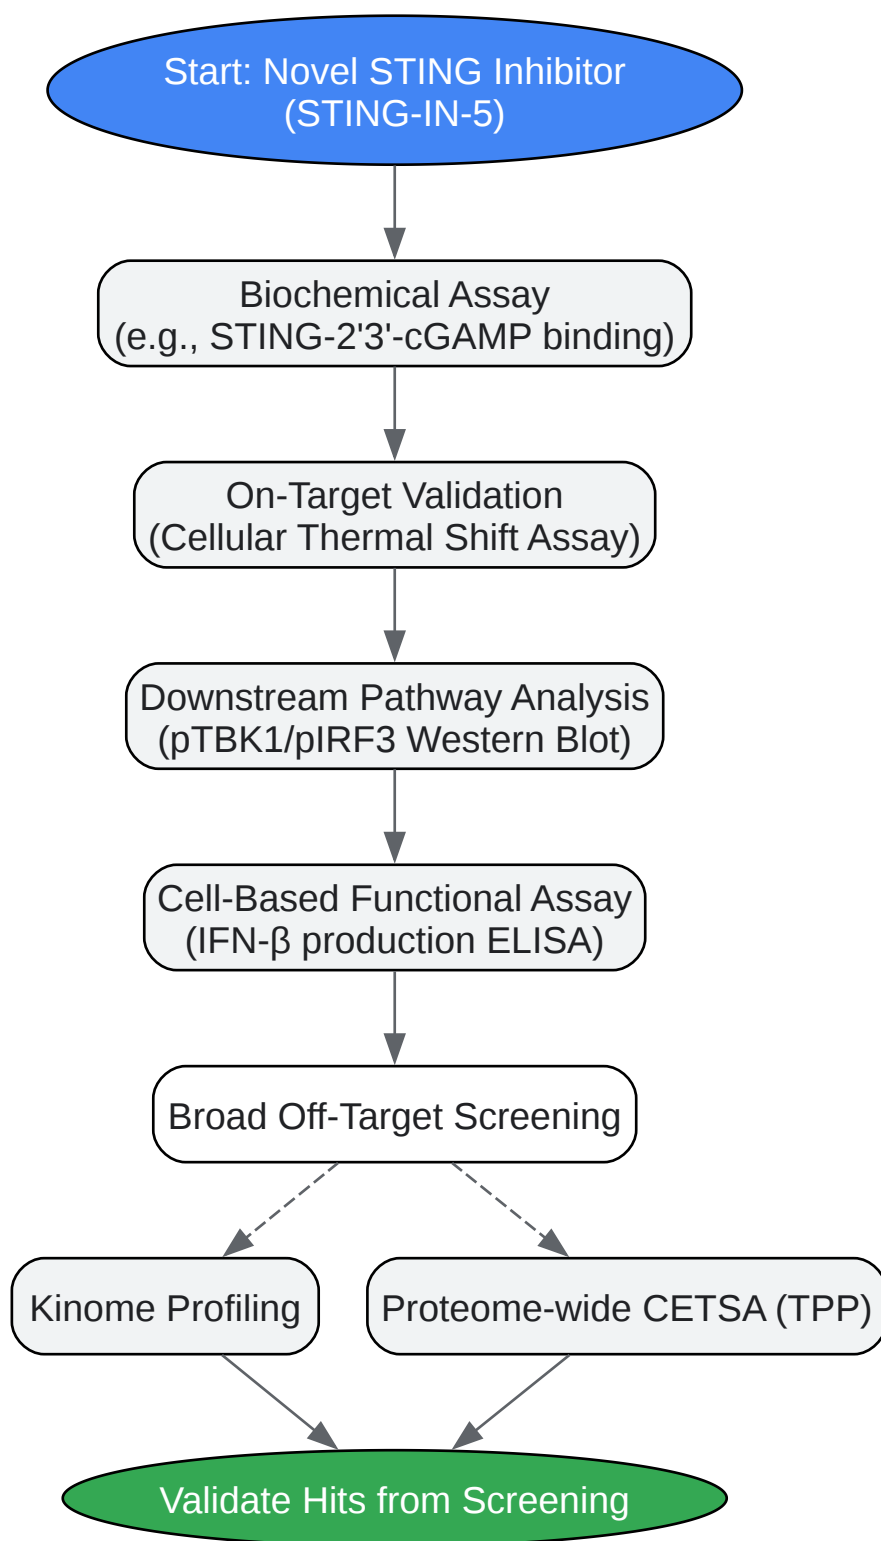 Start: Novel STING Inhibitor
(STING-IN-5)
Biochemical Assay
(e.g., STING-2'3'-cGAMP binding)
On-Target Validation
(Cellular Thermal Shift Assay)
Downstream Pathway Analysis
(pTBK1/pIRF3 Western Blot)
Cell-Based Functional Assay
(IFN-β production ELISA)
Broad Off-Target Screening
Kinome Profiling
Proteome-wide CETSA (TPP)
Validate Hits from Screening